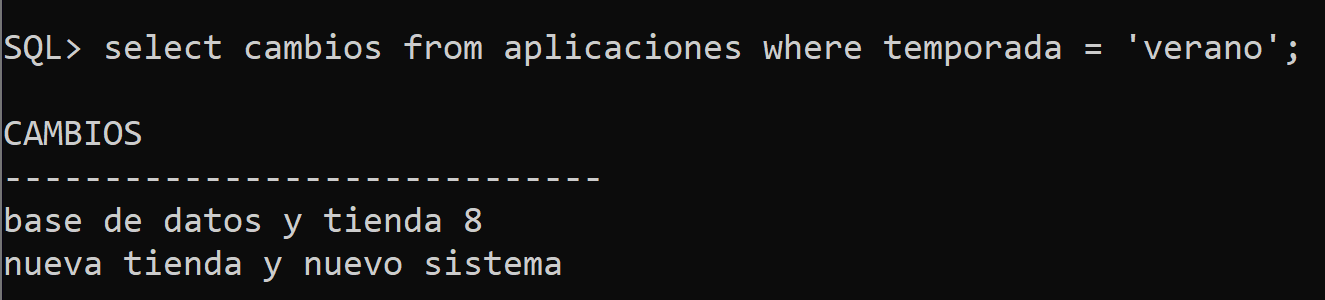 SQL> select cambios from aplicaciones where temporada = 'verano';
CAMBIOS
------------------------------
base de datos y tienda 8
nueva tienda y nuevo sistema